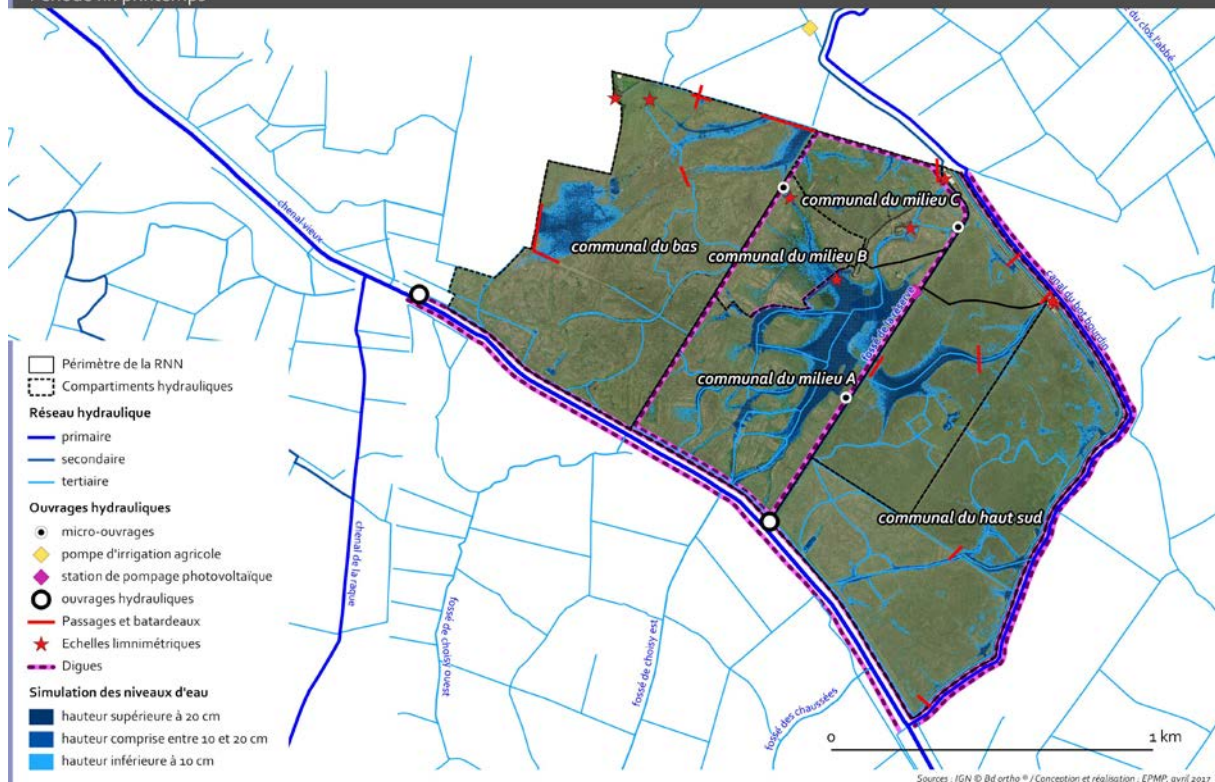 du clos l'abbé
chenal vieux
communal du milieu C
communal du bas
communal du milieu B
canal du bot bourdin
fossé de la réserve
communal du milieu A
communal du haut sud
chenal de la raque
fossé de choisy ouest
fossé de choisy est
fossé des chaussées
Périmètre de la RNN
Compartiments hydrauliques
Réseau hydraulique
primaire
secondaire
tertiaire
Ouvrages hydrauliques
micro-ouvrages
pompe d'irrigation agricole
station de pompage photovoltaïque
ouvrages hydrauliques
Passages et batardeaux
Echelles limnimétriques
Digues
Simulation des niveaux d'eau
hauteur supérieure à 20 cm
hauteur comprise entre 10 et 20 cm
hauteur inférieure à 10 cm
0 1 km
Sources : IGN © Bd ortho ® / Conception et réalisation : EPMP, avril 2017